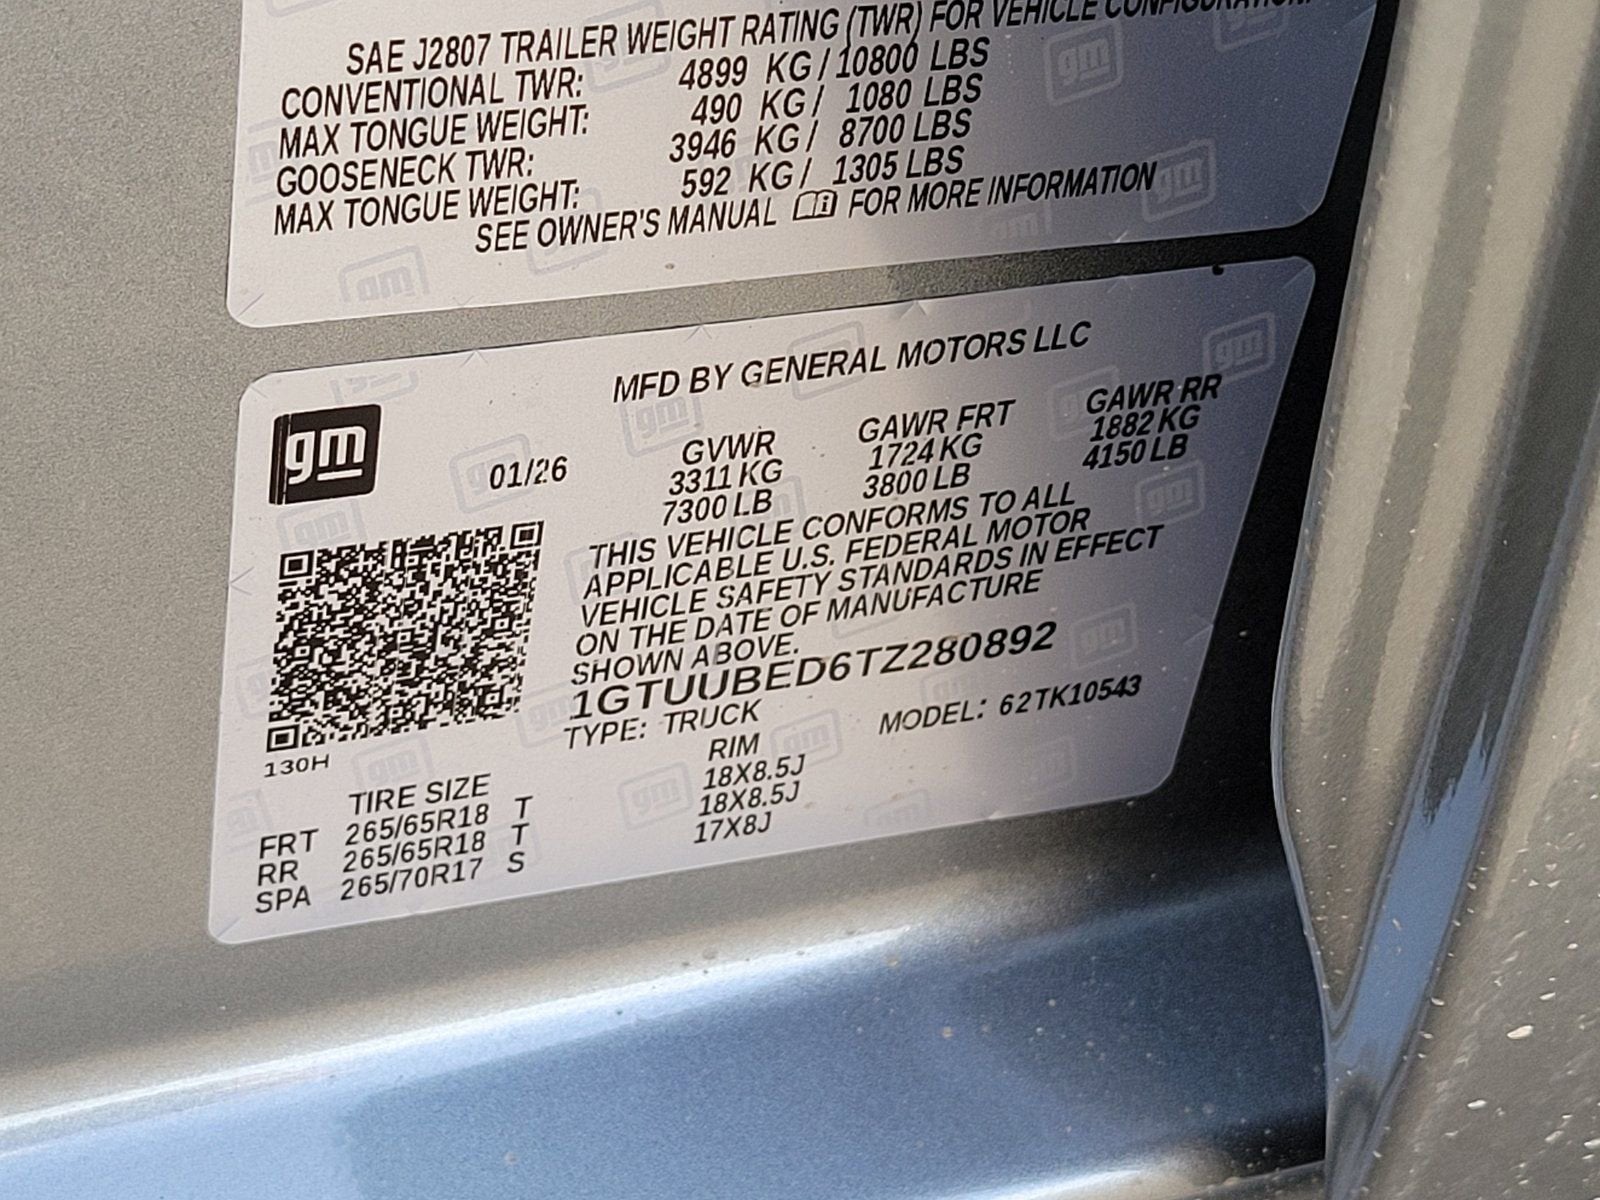 SAE J2807 TRAILER WEIGHT RATING (TWR) FOR VEHICLE CONFIGURATION:
CONVENTIONAL TWR: 4899 KG / 10800 LBS
MAX TONGUE WEIGHT: 490 KG / 1080 LBS
GOOSENECK TWR: 3946 KG / 8700 LBS
MAX TONGUE WEIGHT: 592 KG / 1305 LBS
SEE OWNER'S MANUAL FOR MORE INFORMATION
MFD BY GENERAL MOTORS LLC
gm
01/26
GVWR GAWR FRT GAWR RR
3311 KG 1724 KG 1882 KG
7300 LB 3800 LB 4150 LB
THIS VEHICLE CONFORMS TO ALL
APPLICABLE U.S. FEDERAL MOTOR
VEHICLE SAFETY STANDARDS IN EFFECT
ON THE DATE OF MANUFACTURE
SHOWN ABOVE.
1GTUUBED6TZ280892
TYPE: TRUCK MODEL: 62TK10543
130H
TIRE SIZE RIM
FRT 265/65R18 T 18X8.5J
RR 265/65R18 T 18X8.5J
SPA 265/70R17 S 17X8J